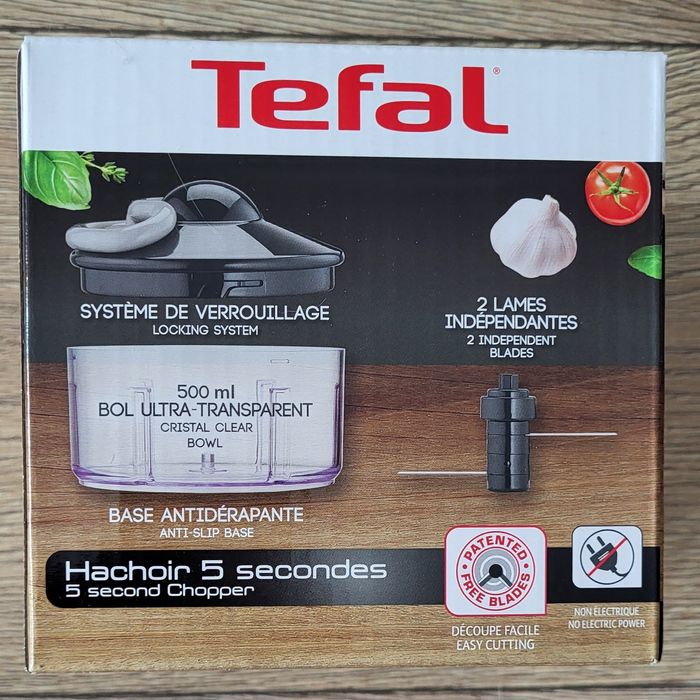 Tefal®
SYSTÈME DE VERROUILLAGE
LOCKING SYSTEM
2 LAMES
INDÉPENDANTES
2 INDEPENDENT
BLADES
500 ml
BOL ULTRA-TRANSPARENT
CRISTAL CLEAR
BOWL
BASE ANTIDÉRAPANTE
ANTI-SLIP BASE
Hachoir 5 secondes
5 second Chopper
PATENTED
FREE BLADES
DÉCOUPE FACILE
EASY CUTTING
NON ÉLECTRIQUE
NO ELECTRIC POWER